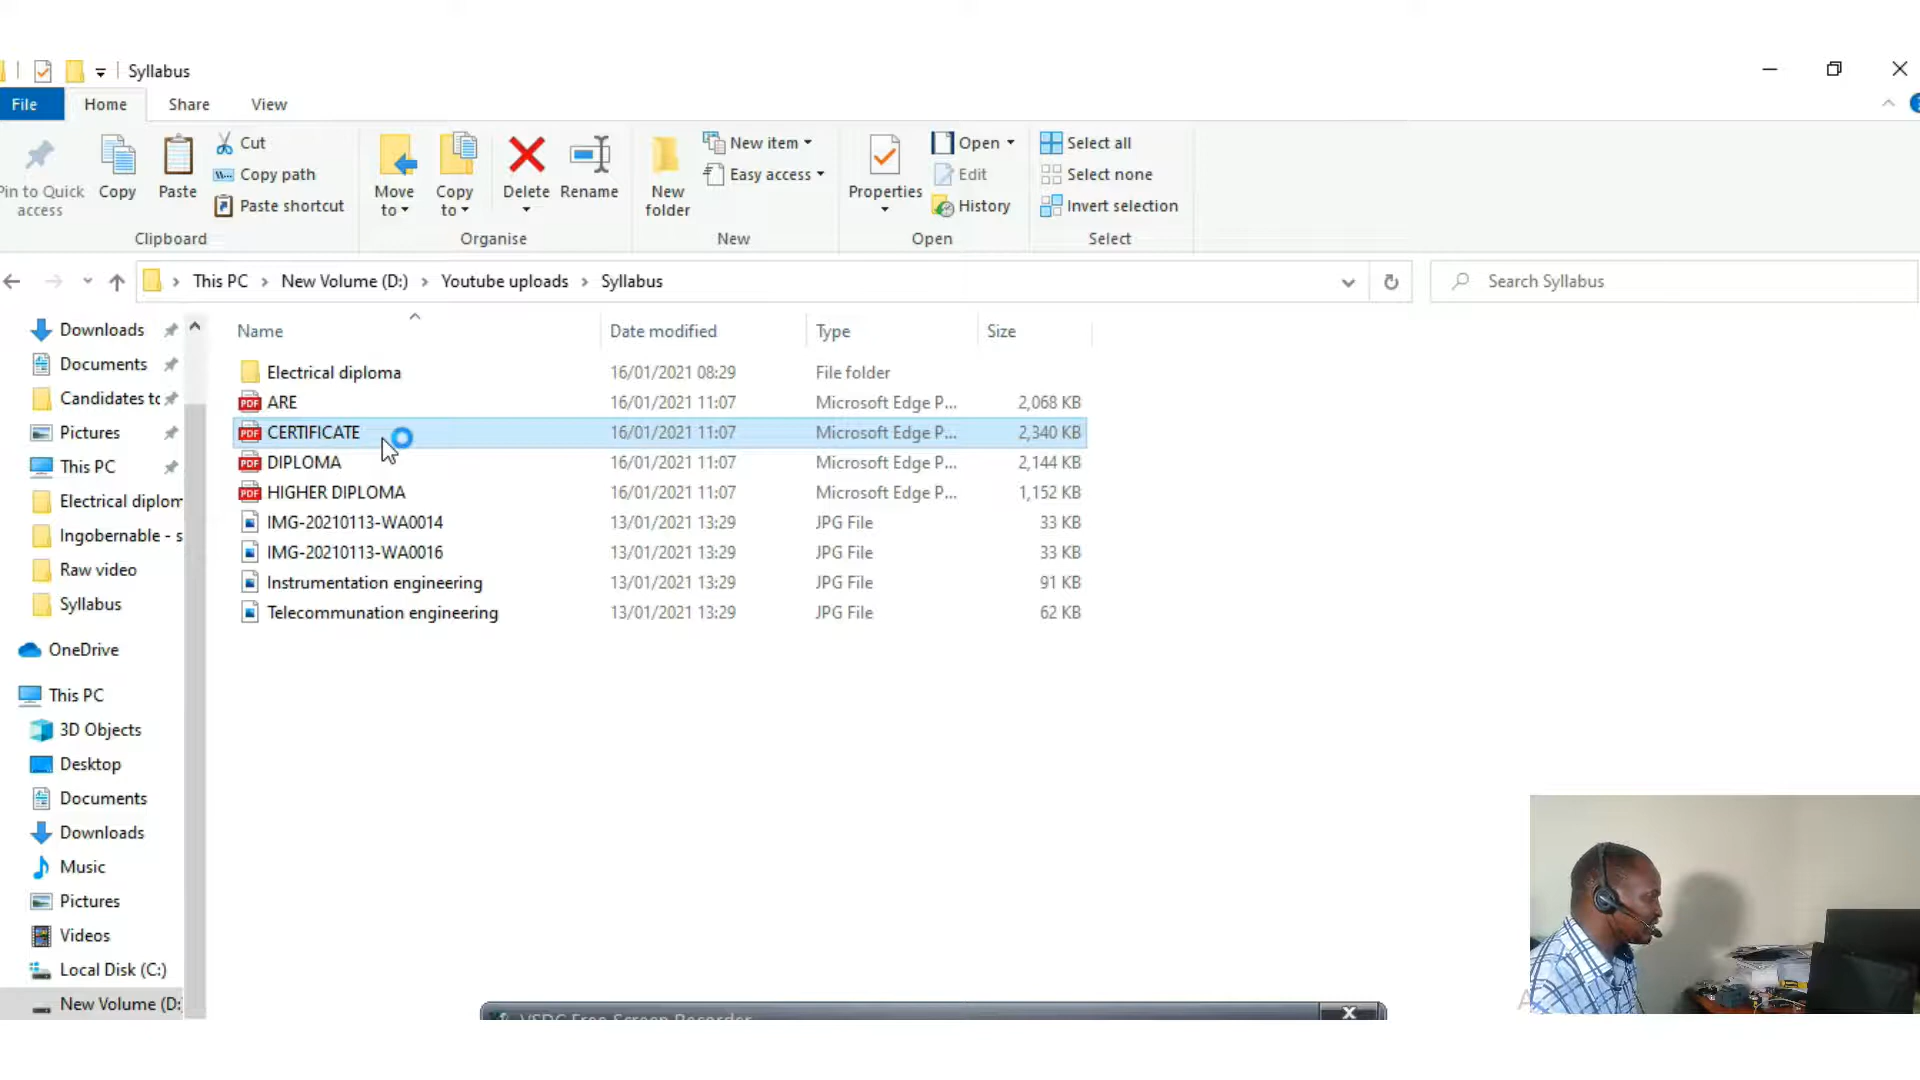 Syllabus
File Home Share View
Pin to Quick access
Copy
Paste
Cut
Copy path
Paste shortcut
Clipboard
Move to
Copy to
Delete
Rename
Organise
New folder
New item
Easy access
New
Properties
Open
Edit
History
Open
Select all
Select none
Invert selection
Select
This PC New Volume (D:) Youtube uploads Syllabus
Search Syllabus
Downloads
Documents
Candidates to
Pictures
This PC
Electrical diplom
Ingobernable - s
Raw video
Syllabus
OneDrive
This PC
3D Objects
Desktop
Documents
Downloads
Music
Pictures
Videos
Local Disk (C:)
New Volume (D:
Name Date modified Type Size
Electrical diploma 16/01/2021 08:29 File folder
PDF ARE 16/01/2021 11:07 Microsoft Edge P... 2,068 KB
PDF CERTIFICATE 16/01/2021 11:07 Microsoft Edge P... 2,340 KB
PDF DIPLOMA 16/01/2021 11:07 Microsoft Edge P... 2,144 KB
PDF HIGHER DIPLOMA 16/01/2021 11:07 Microsoft Edge P... 1,152 KB
IMG-20210113-WA0014 13/01/2021 13:29 JPG File 33 KB
IMG-20210113-WA0016 13/01/2021 13:29 JPG File 33 KB
Instrumentation engineering 13/01/2021 13:29 JPG File 91 KB
Telecommunation engineering 13/01/2021 13:29 JPG File 62 KB
VSDC Free Screen Recorder